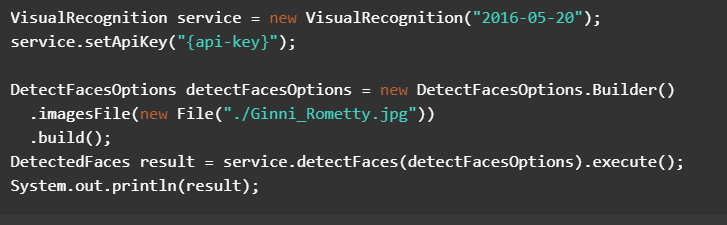 VisualRecognition service = new VisualRecognition("2016-05-20");
service.setApiKey("{api-key}");
DetectFacesOptions detectFacesOptions = new DetectFacesOptions.Builder()
.imagesFile(new File("./Ginni_Rometty.jpg"))
.build();
DetectedFaces result = service.detectFaces(detectFacesOptions).execute();
System.out.println(result);